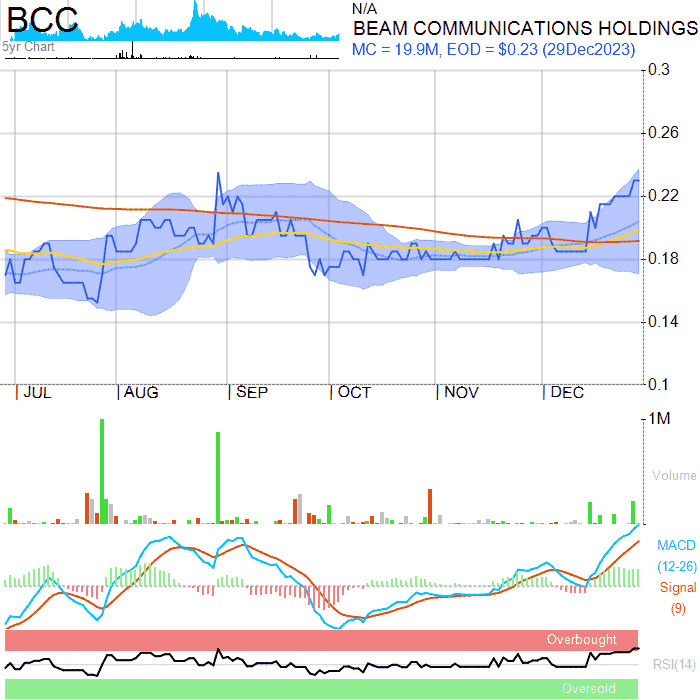 BCC
5yr Chart
N/A
BEAM COMMUNICATIONS HOLDINGS
MC = 19.9M, EOD = $0.23 (29Dec2023)
0.3
0.26
0.22
0.18
0.14
0.1
JUL AUG SEP OCT NOV DEC
1M
Volume
MACD
(12-26)
Signal
(9)
Overbought
RSI(14)
Oversold